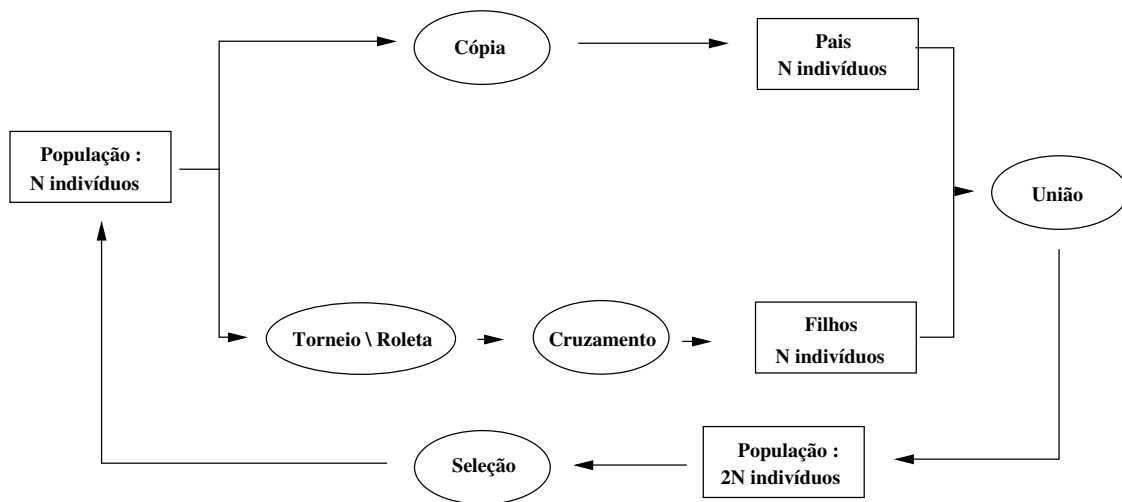 Cópia
Pais
N indivíduos
População :
N indivíduos
União
Torneio \ Roleta
Cruzamento
Filhos
N indivíduos
Seleção
População :
2N indivíduos